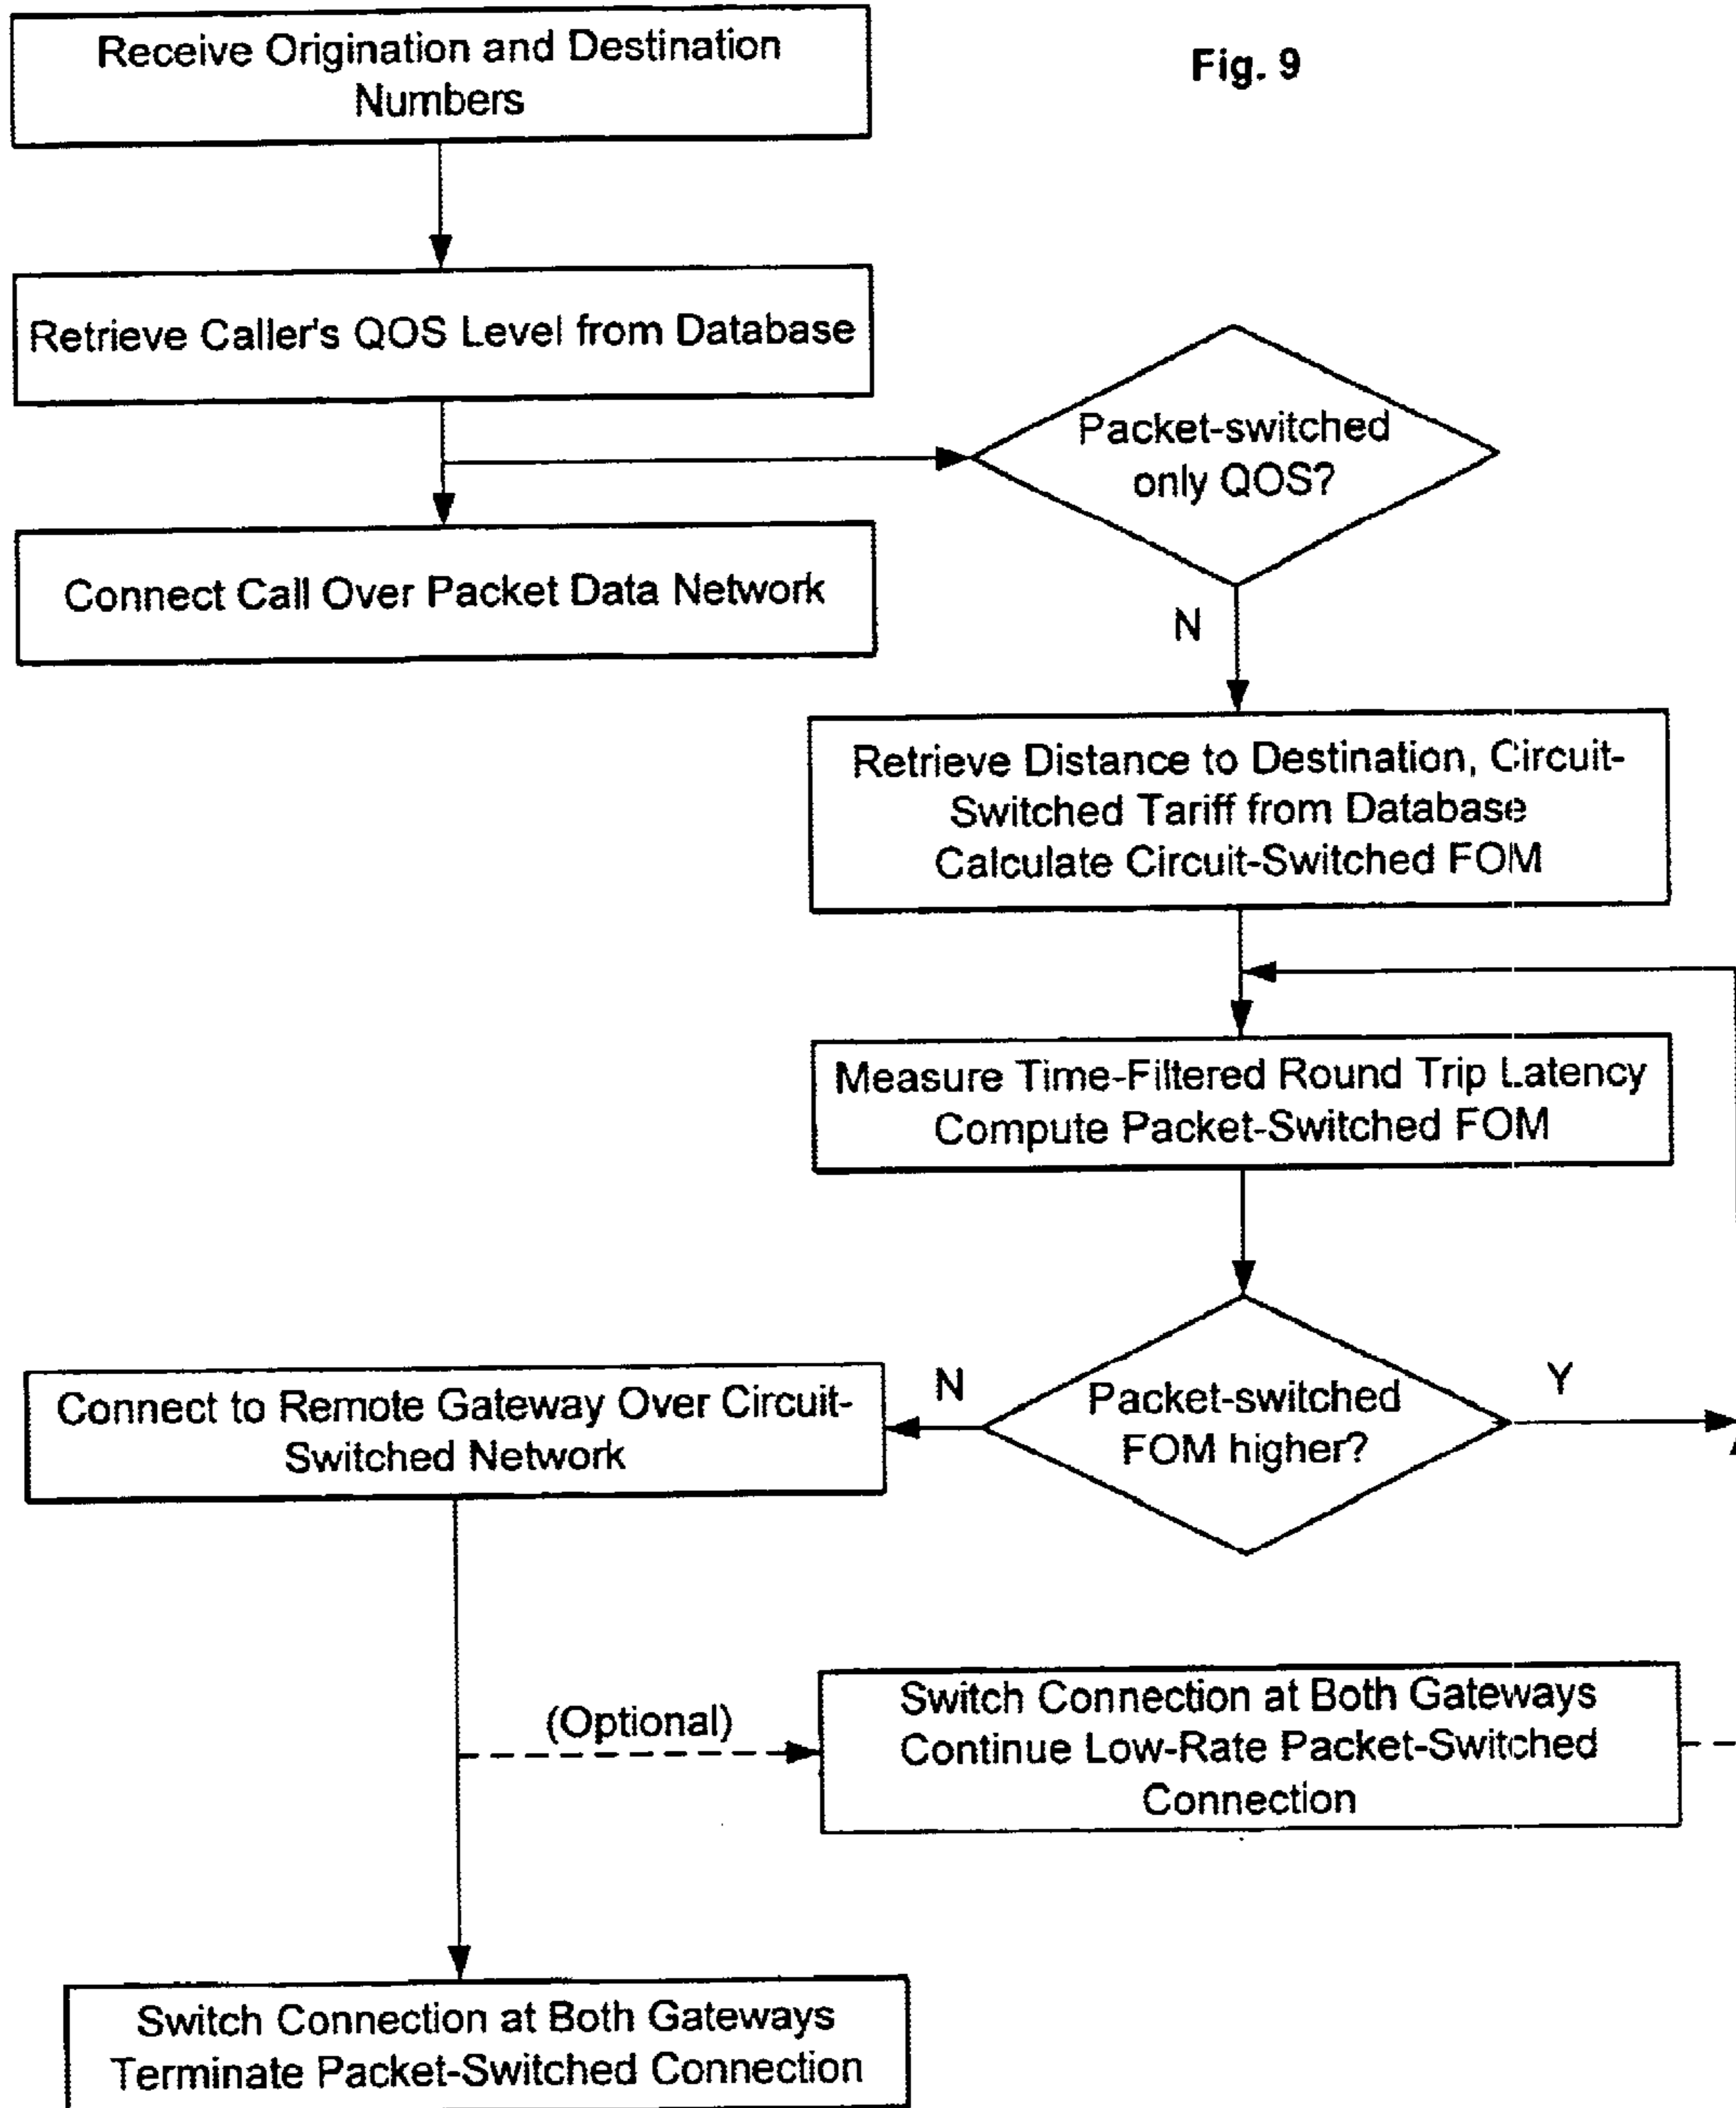 Fig. 9
Receive Origination and Destination
Numbers
Retrieve Caller's QOS Level from Database
Packet-switched
only QOS?
Connect Call Over Packet Data Network
N
Retrieve Distance to Destination, Circuit-
Switched Tariff from Database
Calculate Circuit-Switched FOM
Measure Time-Filtered Round Trip Latency
Compute Packet-Switched FOM
Packet-switched
FOM higher?
N
Y
Connect to Remote Gateway Over Circuit-
Switched Network
(Optional)
Switch Connection at Both Gateways
Continue Low-Rate Packet-Switched
Connection
Switch Connection at Both Gateways
Terminate Packet-Switched Connection